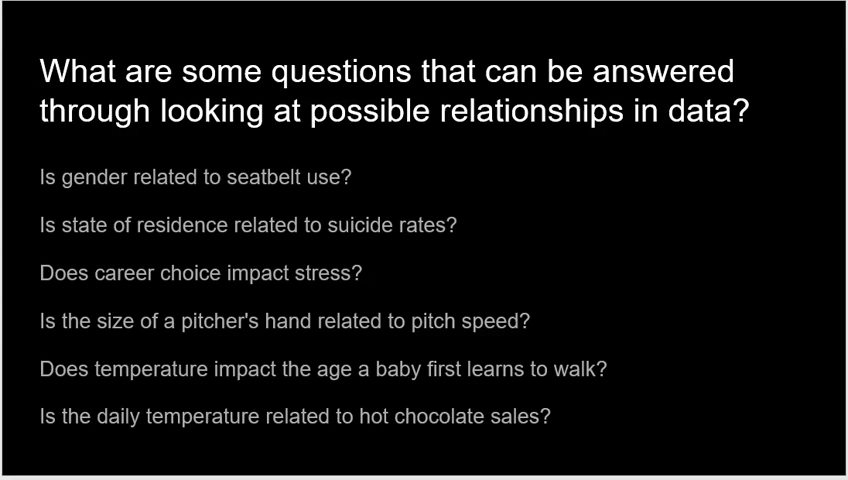 What are some questions that can be answered
through looking at possible relationships in data?
Is gender related to seatbelt use?
Is state of residence related to suicide rates?
Does career choice impact stress?
Is the size of a pitcher's hand related to pitch speed?
Does temperature impact the age a baby first learns to walk?
Is the daily temperature related to hot chocolate sales?